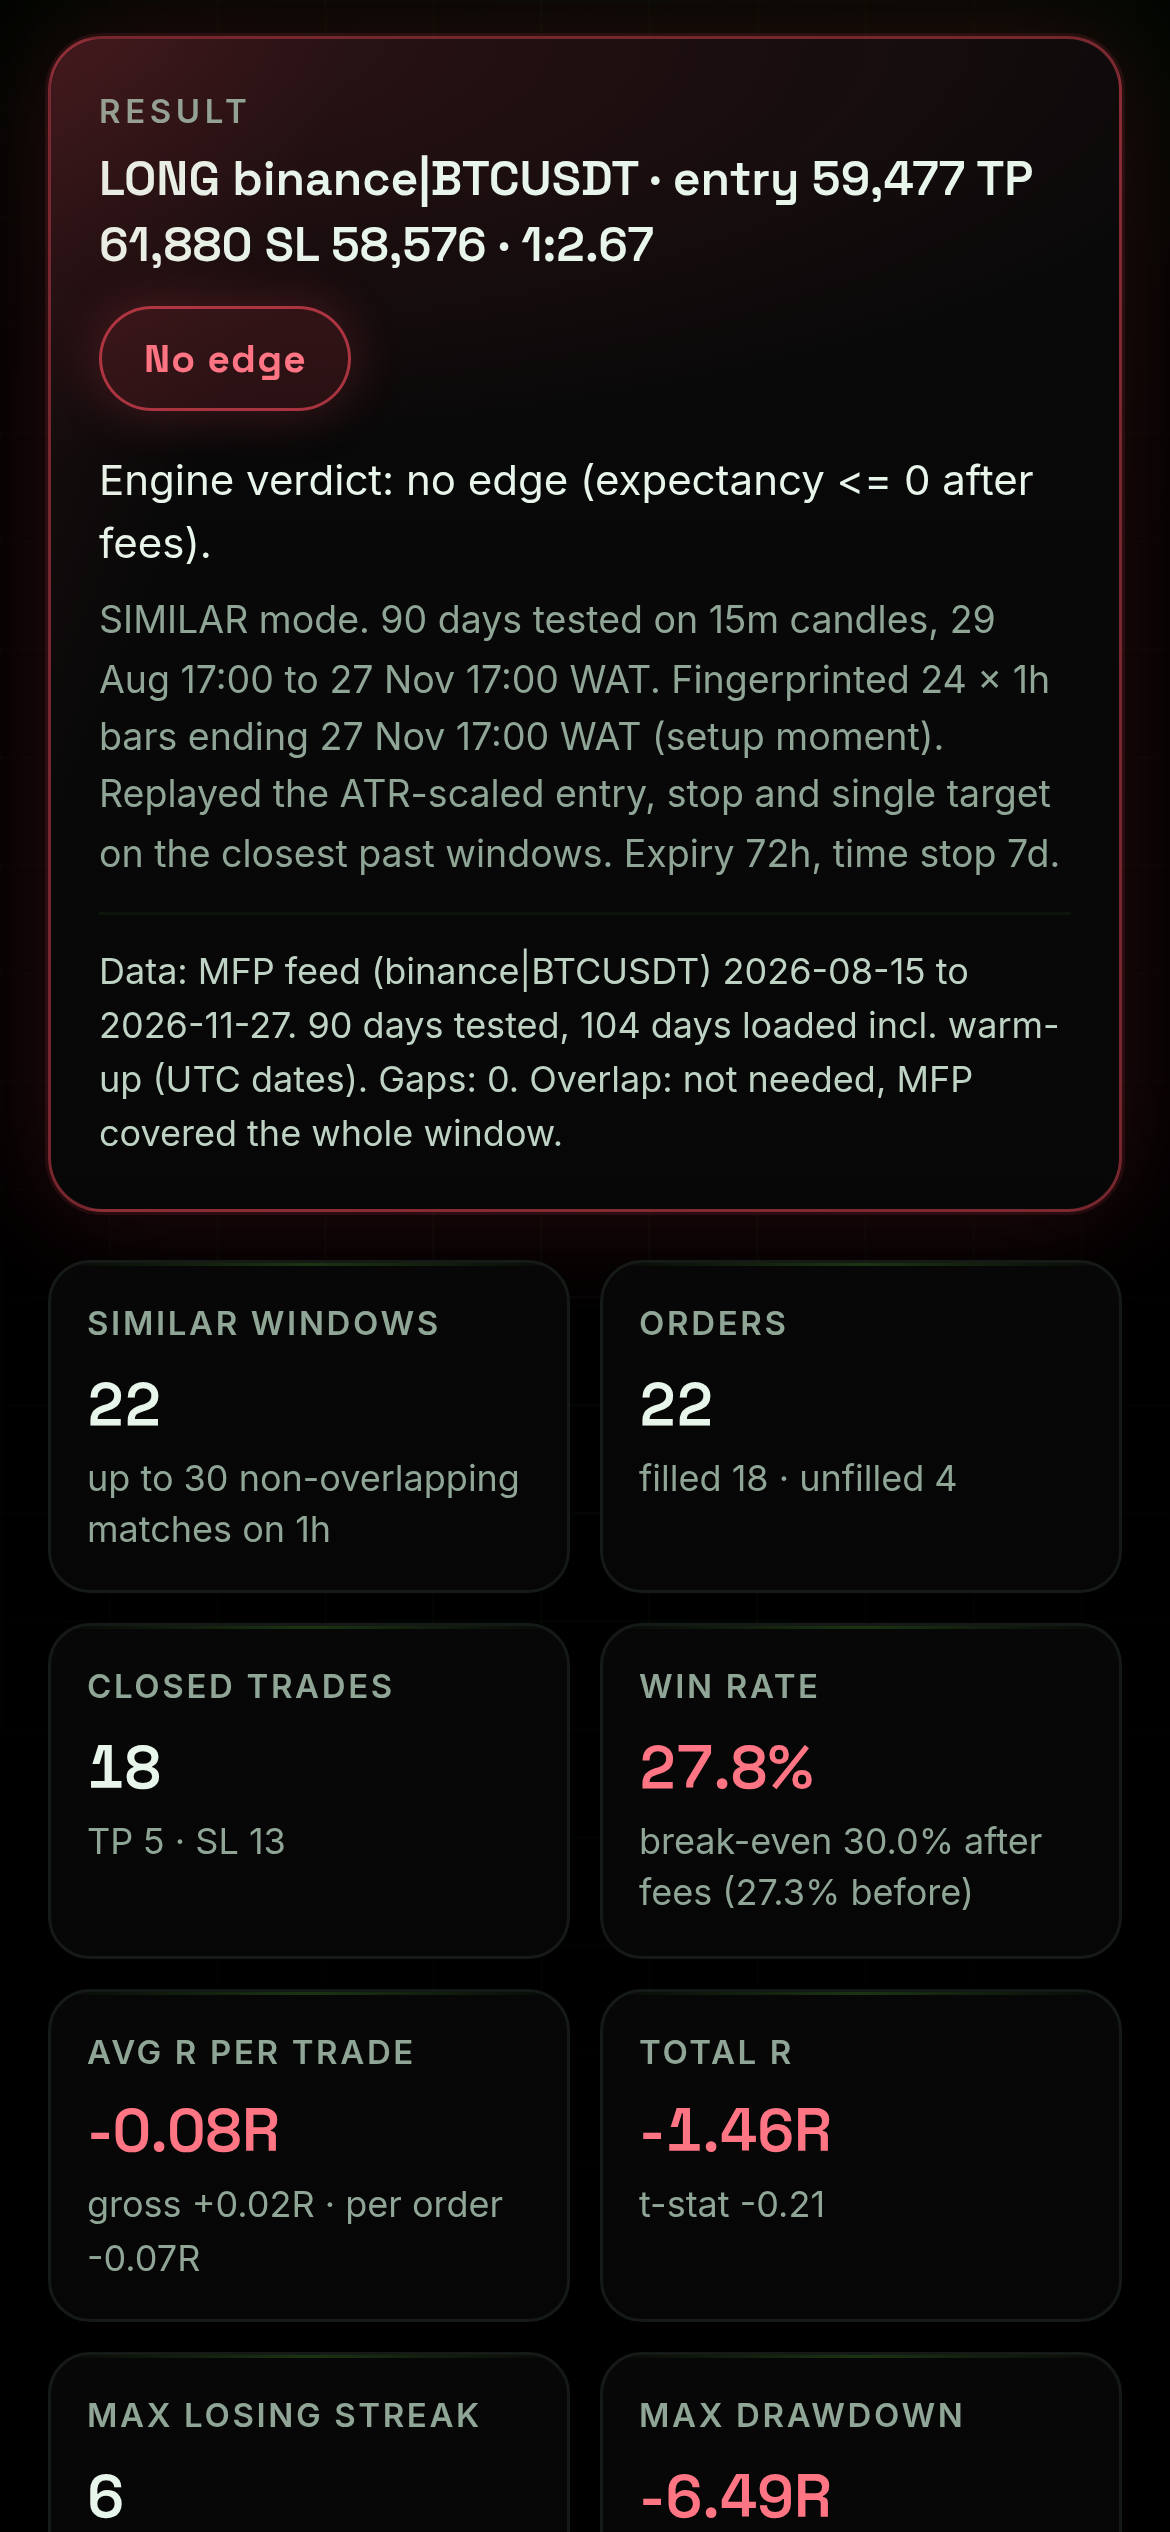 RESULT
LONG binance|BTCUSDT · entry 59,477 TP
61,880 SL 58,576 · 1:2.67
No edge
Engine verdict: no edge (expectancy <= 0 after
fees).
SIMILAR mode. 90 days tested on 15m candles, 29
Aug 17:00 to 27 Nov 17:00 WAT. Fingerprinted 24 × 1h
bars ending 27 Nov 17:00 WAT (setup moment).
Replayed the ATR-scaled entry, stop and single target
on the closest past windows. Expiry 72h, time stop 7d.
Data: MFP feed (binance|BTCUSDT) 2026-08-15 to
2026-11-27. 90 days tested, 104 days loaded incl. warm-
up (UTC dates). Gaps: 0. Overlap: not needed, MFP
covered the whole window.
SIMILAR WINDOWS
22
up to 30 non-overlapping
matches on 1h
ORDERS
22
filled 18 · unfilled 4
CLOSED TRADES
18
TP 5 · SL 13
WIN RATE
27.8%
break-even 30.0% after
fees (27.3% before)
AVG R PER TRADE
-0.08R
gross +0.02R · per order
-0.07R
TOTAL R
-1.46R
t-stat -0.21
MAX LOSING STREAK
6
MAX DRAWDOWN
-6.49R